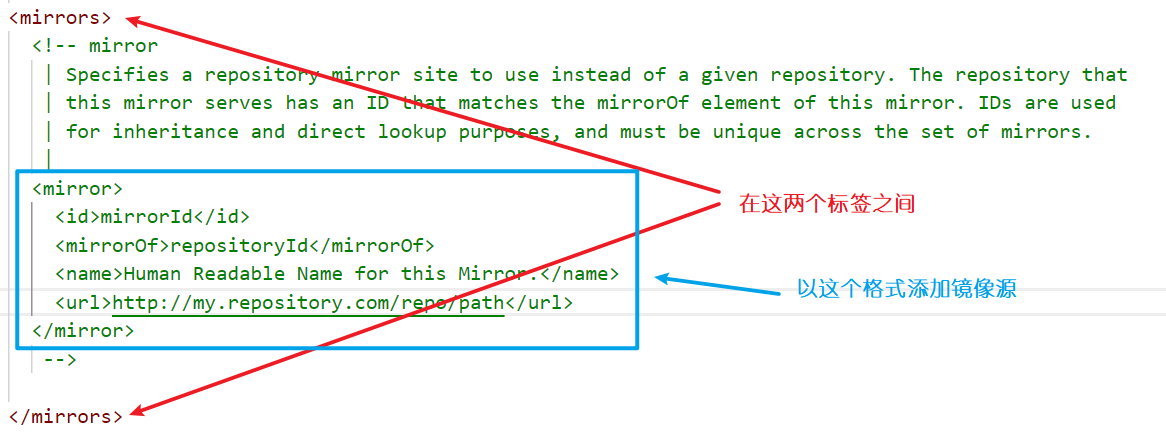 <mirrors>
<!-- mirror
| Specifies a repository mirror site to use instead of a given repository. The repository that
| this mirror serves has an ID that matches the mirrorOf element of this mirror. IDs are used
| for inheritance and direct lookup purposes, and must be unique across the set of mirrors.
|
<mirror>
<id>mirrorId</id>
<mirrorOf>repositoryId</mirrorOf>
<name>Human Readable Name for this Mirror.</name>
<url>http://my.repository.com/repo/path</url>
</mirror>
-->
</mirrors>
在这两个标签之间
以这个格式添加镜像源